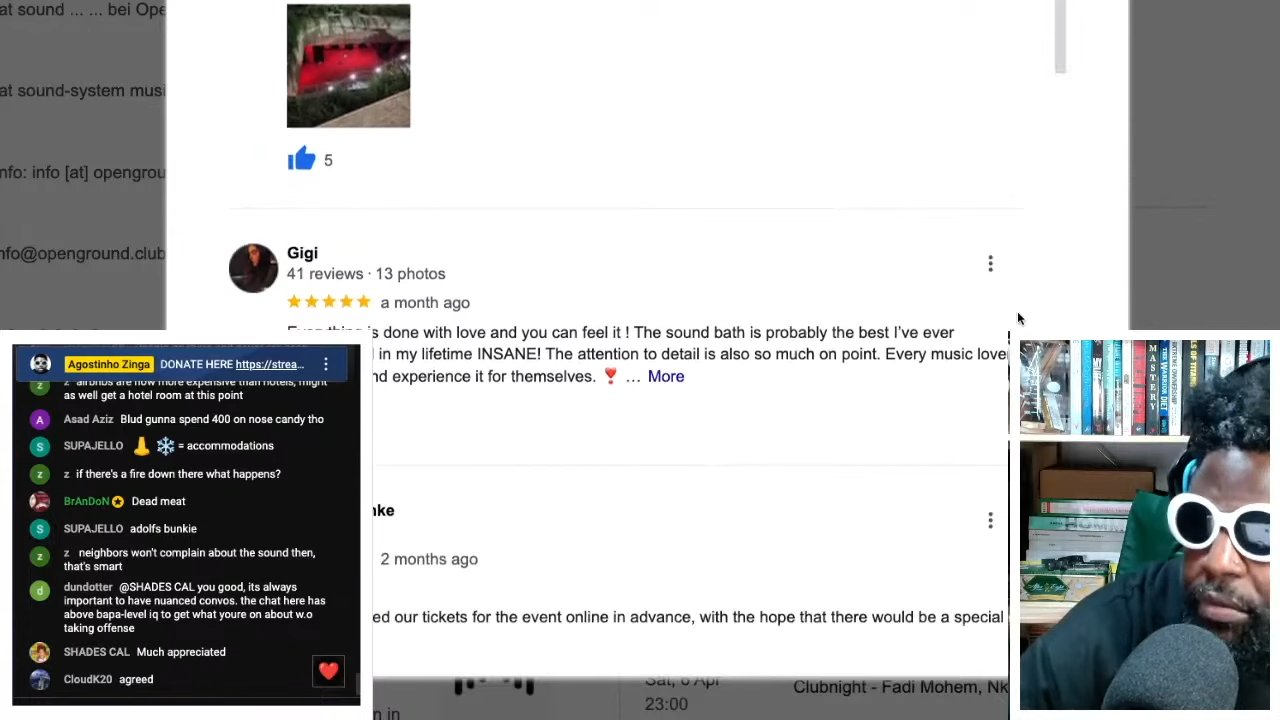 at sound ... ... bei Ope
at sound-system mus
nfo: info [at] opengrou
nfo@openground.club
5
Gigi
41 reviews · 13 photos
a month ago
is done with love and you can feel it ! The sound bath is probably the best I've ever
in my lifetime INSANE! The attention to detail is also so much on point. Every music love
nd experience it for themselves. ❣️ … More
nke
2 months ago
ed our tickets for the event online in advance, with the hope that there would be a special
Sat, 6 Apr
23:00
Clubnight - Fadi Mohem, Nk
n in
Agostinho Zinga DONATE HERE https://strea...
z airbnbs are now more expensive than hotels, might
as well get a hotel room at this point
Asad Aziz Blud gunna spend 400 on nose candy tho
SUPAJELLO 👃 ❄️ = accommodations
z if there's a fire down there what happens?
BrAnDoN Dead meat
SUPAJELLO adolfs bunkie
z neighbors won't complain about the sound then,
that's smart
dundotter @SHADES CAL you good, its always
important to have nuanced convos. the chat here has
above bapa-level iq to get what youre on about w.o
taking offense
SHADES CAL Much appreciated
CloudK20 agreed
MASTERY
THE WARRIOR DIET
EXTREME OWNERSHIP